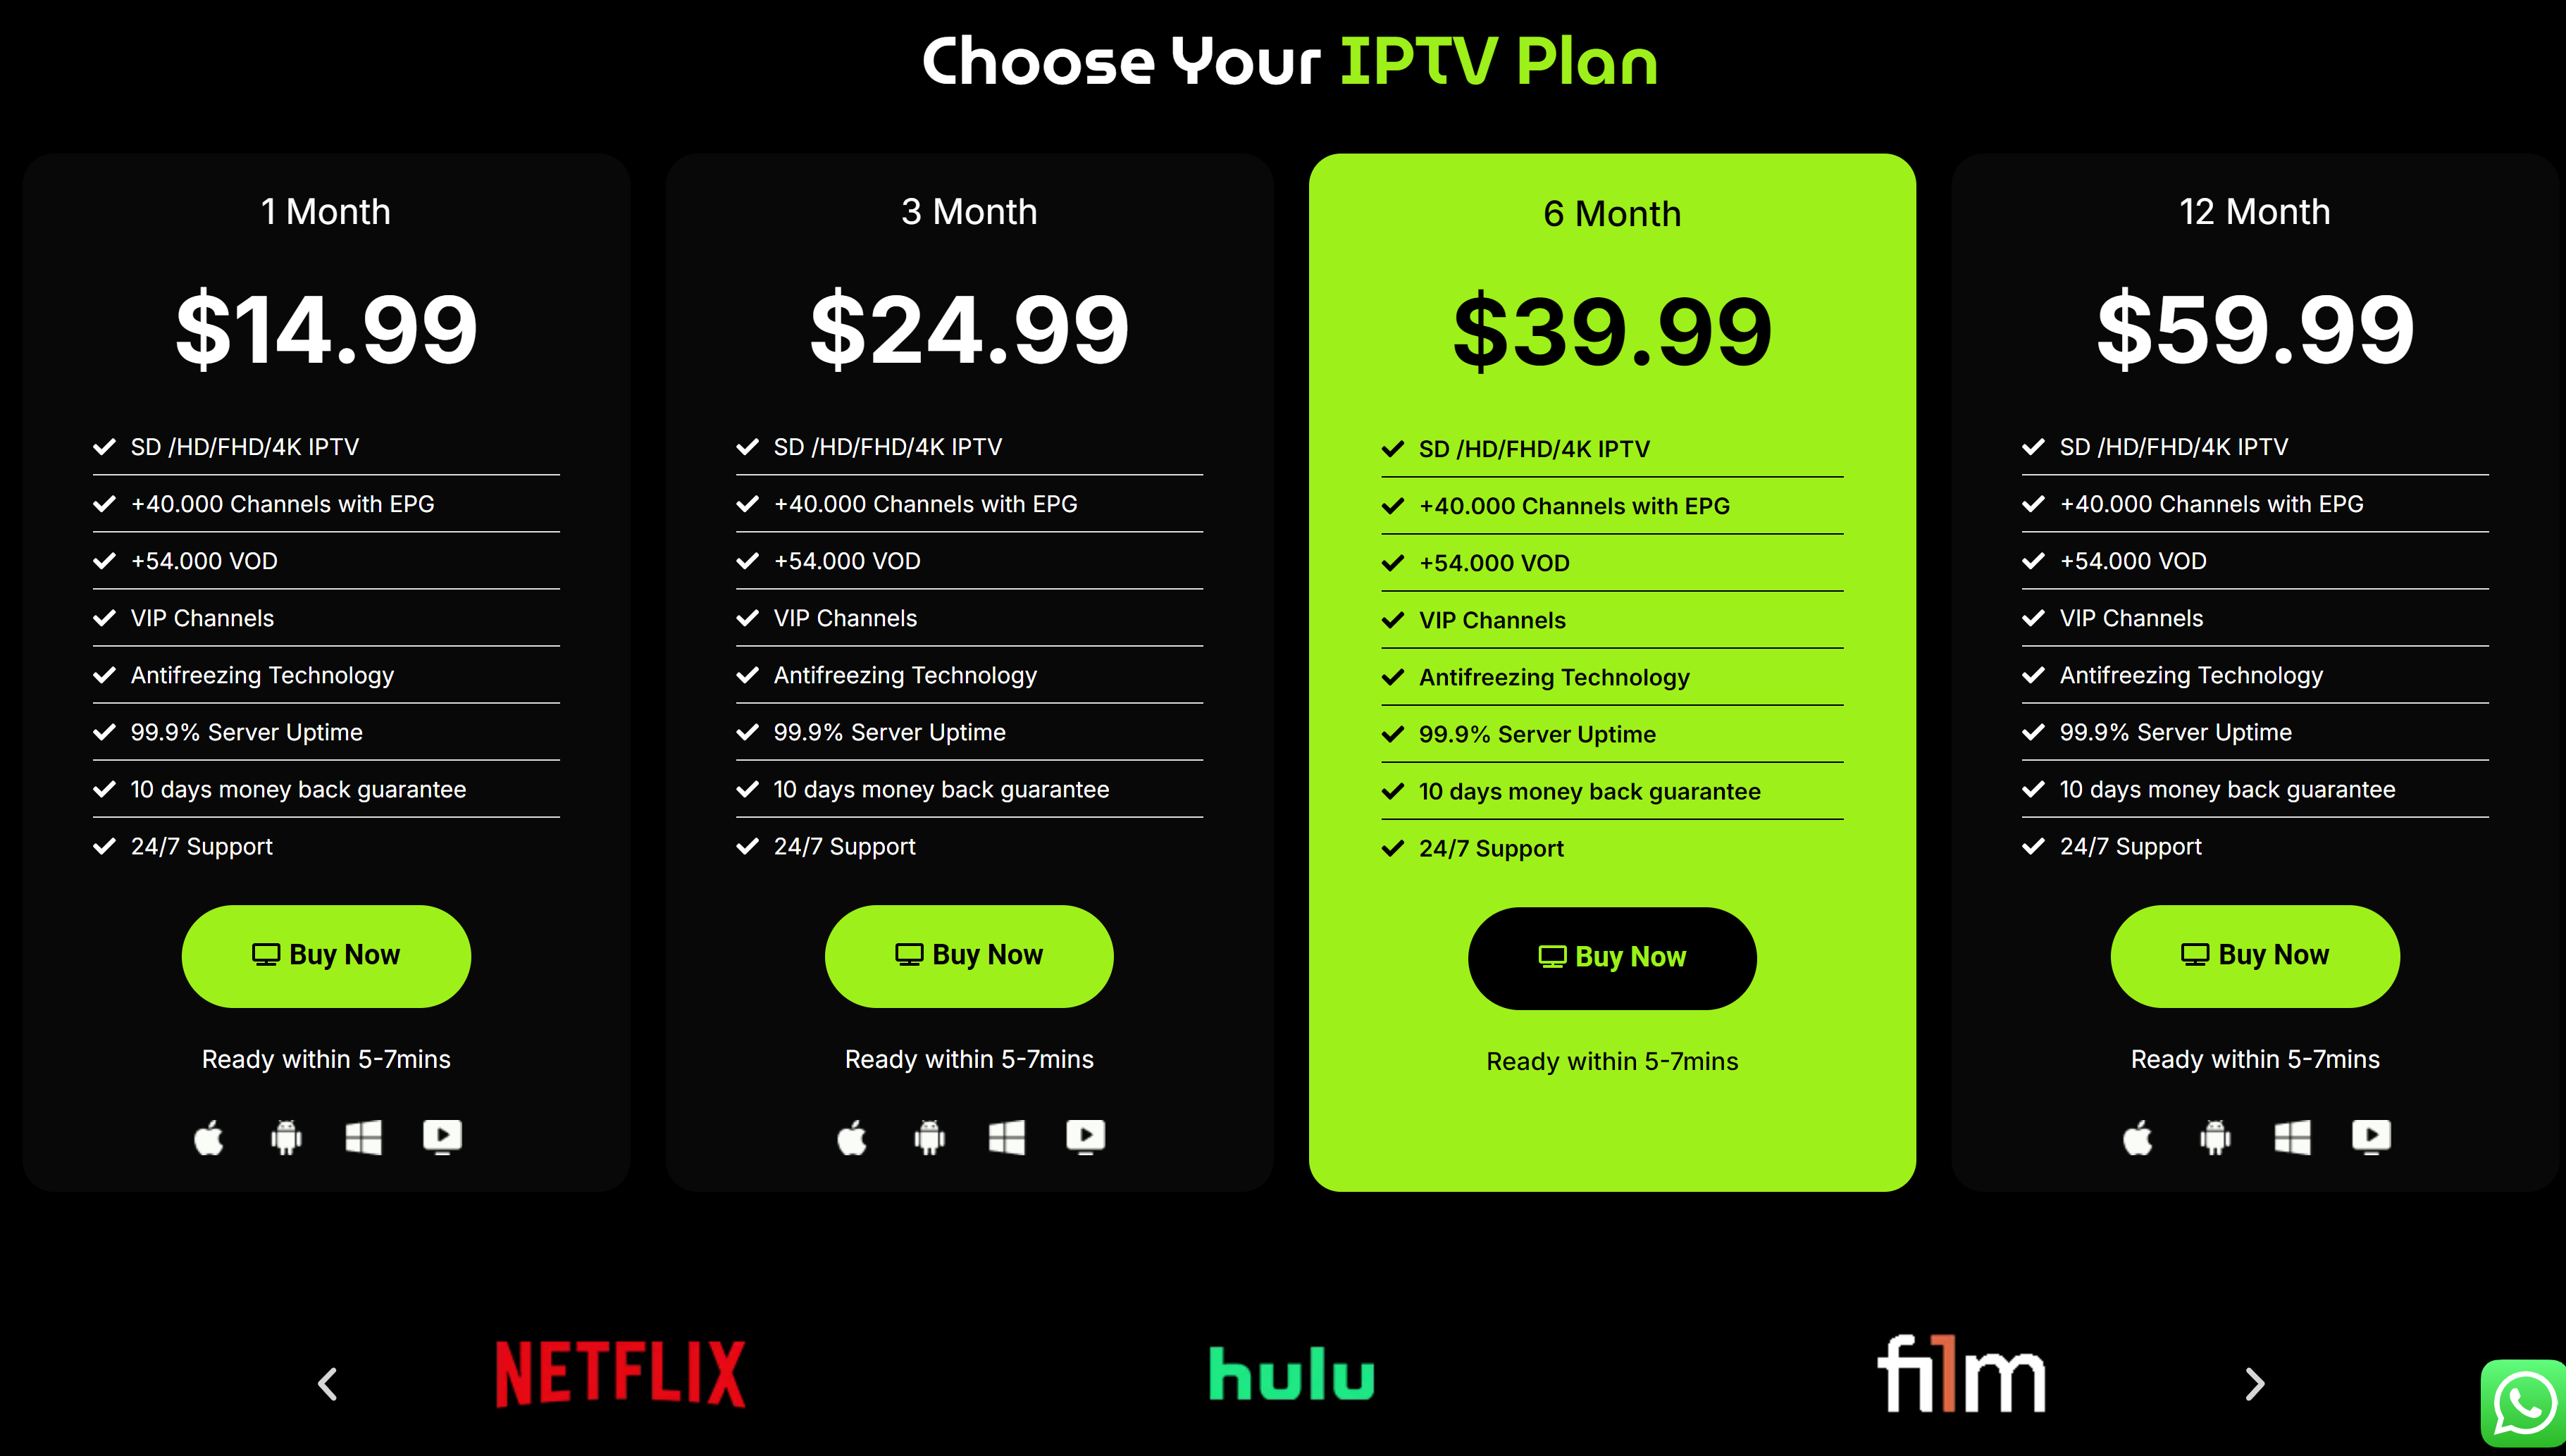 Choose Your IPTV Plan
1 Month
$14.99
SD /HD/FHD/4K IPTV
+40.000 Channels with EPG
+54.000 VOD
VIP Channels
Antifreezing Technology
99.9% Server Uptime
10 days money back guarantee
24/7 Support
Buy Now
Ready within 5-7mins
3 Month
$24.99
SD /HD/FHD/4K IPTV
+40.000 Channels with EPG
+54.000 VOD
VIP Channels
Antifreezing Technology
99.9% Server Uptime
10 days money back guarantee
24/7 Support
Buy Now
Ready within 5-7mins
6 Month
$39.99
SD /HD/FHD/4K IPTV
+40.000 Channels with EPG
+54.000 VOD
VIP Channels
Antifreezing Technology
99.9% Server Uptime
10 days money back guarantee
24/7 Support
Buy Now
Ready within 5-7mins
12 Month
$59.99
SD /HD/FHD/4K IPTV
+40.000 Channels with EPG
+54.000 VOD
VIP Channels
Antifreezing Technology
99.9% Server Uptime
10 days money back guarantee
24/7 Support
Buy Now
Ready within 5-7mins
NETFLIX
hulu
fi1m